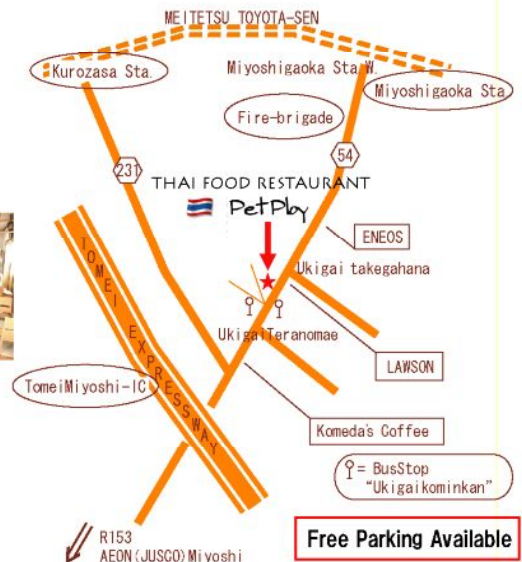 MEITETSU TOYOTA-SEN
Kurozasa Sta.
Miyoshigaoka Sta W.
Miyoshigaoka Sta
Fire-brigade
231
54
THAI FOOD RESTAURANT
PetPloy
ENEOS
Ukigai takegahana
UkigaiTeranomae
LAWSON
TOMEI EXPRESSWAY
TomeiMiyoshi-IC
Komeda's Coffee
= BusStop
"Ukigaikominkan"
R153
AEON(JUSCO)Miyoshi
Free Parking Available